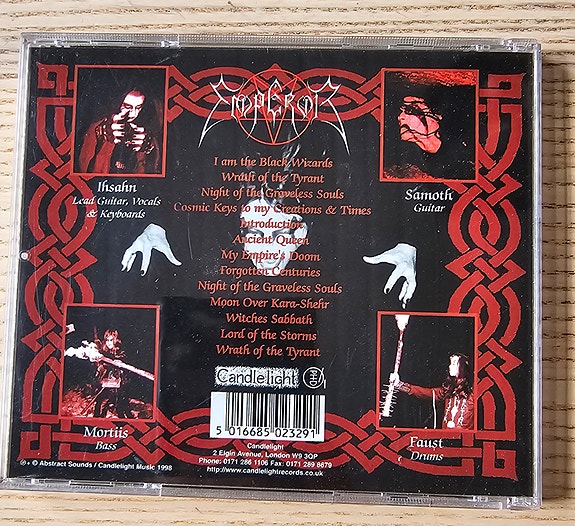 EMPEROR
Ihsahn
Lead Guitar, Vocals
& Keyboards
Samoth
Guitar
I am the Black Wizards
Wrath of the Tyrant
Night of the Graveless Souls
Cosmic Keys to my Creations & Times
Introduction
Ancient Queen
My Empire's Doom
Forgotten Centuries
Night of the Graveless Souls
Moon Over Kara-Shehr
Witches Sabbath
Lord of the Storms
Wrath of the Tyrant
Mortiis
Bass
Faust
Drums
Candlelight
5 016685 023291
Candlelight
2 Elgin Avenue, London W9 3QP
Phone: 0171 286 1106 Fax: 0171 289 8679
http://www.candlelightrecords.co.uk
℗ + © Abstract Sounds / Candlelight Music 1998